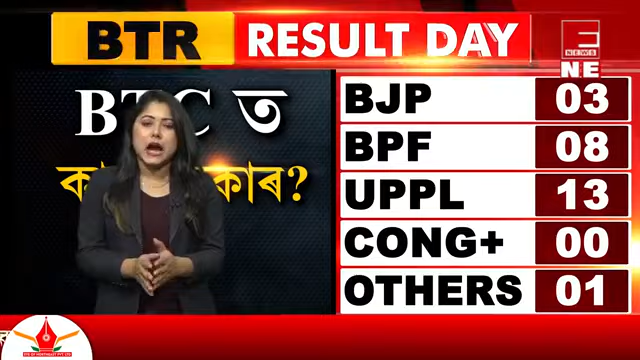 BTR RESULT DAY
E NEWS
NE
BTC ত
BJP 03
BPF 08
UPPL 13
CONG+ 00
OTHERS 01